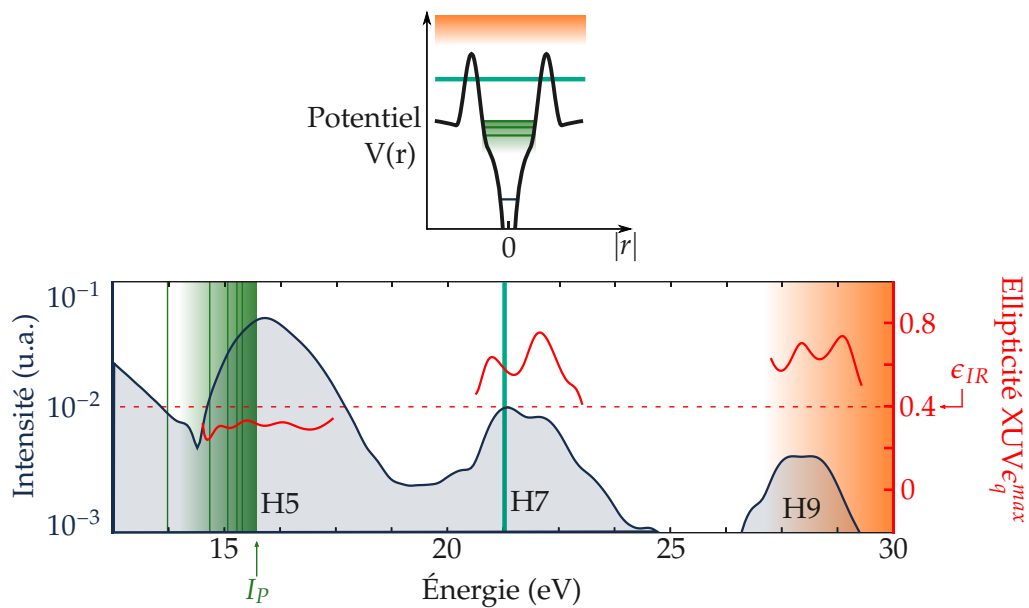 Potentiel
V(r)
0
|r|
10⁻¹
10⁻²
10⁻³
Intensité (u.a.)
H5
H7
H9
0.8
0.4
0
ϵ_IR
Ellipticité XUV ϵ_q^max
15
20
25
30
I_P
Énergie (eV)